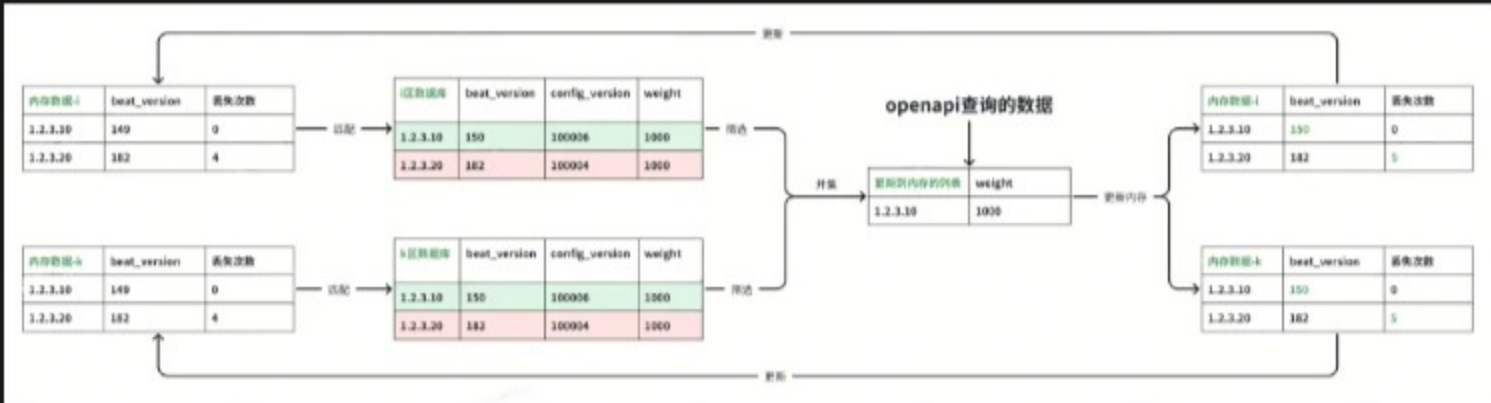 更新
内存数据-i beat_version 丢失次数
1.2.3.10 149 0
1.2.3.20 182 4
匹配
i区数据库 beat_version config_version weight
1.2.3.10 150 100006 1000
1.2.3.20 182 100004 1000
筛选
openapi查询的数据
并集
更新到内存的列表 weight
1.2.3.10 1000
更新内存
内存数据-i beat_version 丢失次数
1.2.3.10 150 0
1.2.3.20 182 5
内存数据-k beat_version 丢失次数
1.2.3.10 149 0
1.2.3.20 182 4
匹配
k区数据库 beat_version config_version weight
1.2.3.10 150 100006 1000
1.2.3.20 182 100004 1000
筛选
内存数据-k beat_version 丢失次数
1.2.3.10 150 0
1.2.3.20 182 5
更新